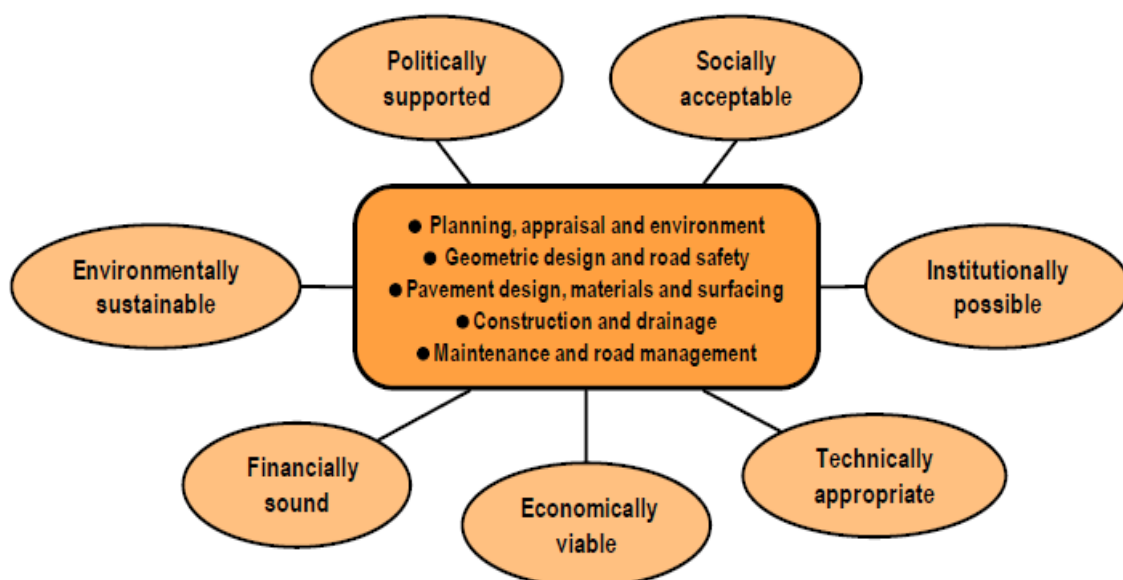 Politically
supported
Socially
acceptable
Environmentally
sustainable
● Planning, appraisal and environment
● Geometric design and road safety
● Pavement design, materials and surfacing
● Construction and drainage
● Maintenance and road management
Institutionally
possible
Financially
sound
Economically
viable
Technically
appropriate